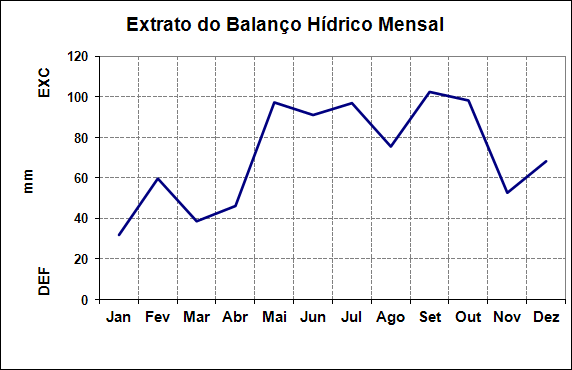 Extrato do Balanço Hídrico Mensal
EXC
mm
DEF
120
100
80
60
40
20
0
Jan Fev Mar Abr Mai Jun Jul Ago Set Out Nov Dez